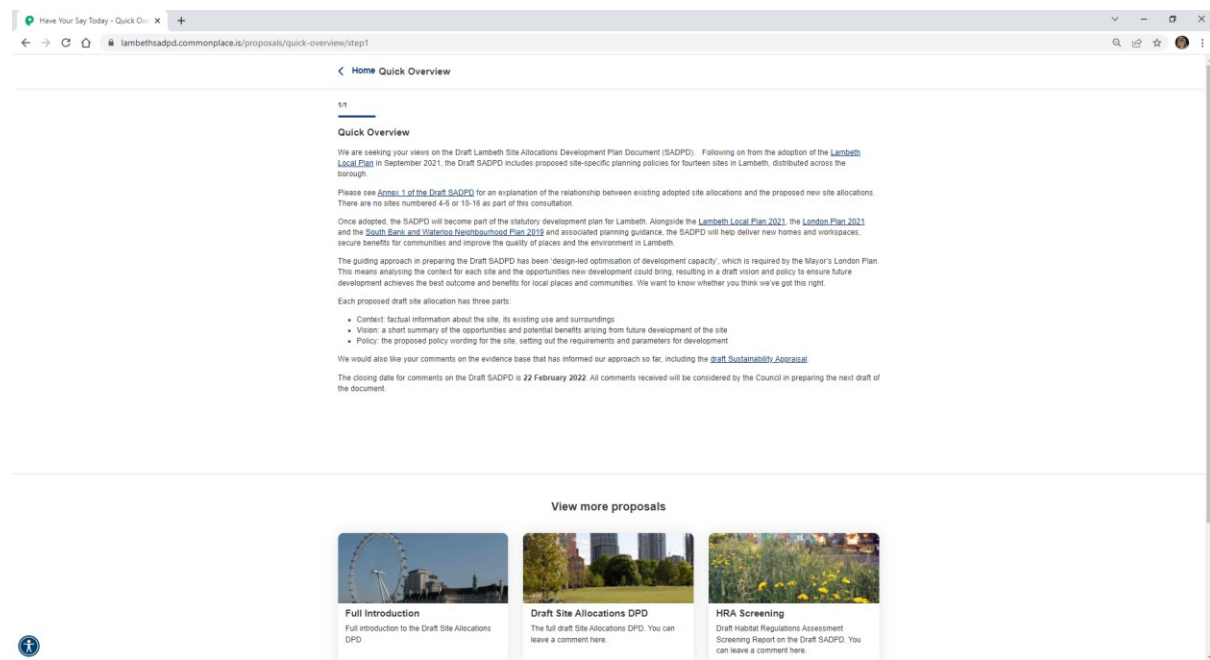 Have Your Say Today - Quick Ov
lambethsadpd.commonplace.is/proposals/quick-overview/step1
Home Quick Overview
1/1
Quick Overview
We are seeking your views on the Draft Lambeth Site Allocations Development Plan Document (SADPD). Following on from the adoption of the Lambeth
Local Plan in September 2021, the Draft SADPD includes proposed site-specific planning policies for fourteen sites in Lambeth, distributed across the
borough.
Please see Annex 1 of the Draft SADPD for an explanation of the relationship between existing adopted site allocations and the proposed new site allocations.
There are no sites numbered 4-6 or 10-16 as part of this consultation.
Once adopted, the SADPD will become part of the statutory development plan for Lambeth. Alongside the Lambeth Local Plan 2021, the London Plan 2021
and the South Bank and Waterloo Neighbourhood Plan 2019 and associated planning guidance, the SADPD will help deliver new homes and workspaces,
secure benefits for communities and improve the quality of places and the environment in Lambeth.
The guiding approach in preparing the Draft SADPD has been 'design-led optimisation of development capacity', which is required by the Mayor's London Plan.
This means analysing the context for each site and the opportunities new development could bring, resulting in a draft vision and policy to ensure future
development achieves the best outcome and benefits for local places and communities. We want to know whether you think we've got this right.
Each proposed draft site allocation has three parts:
• Context: factual information about the site, its existing use and surroundings
• Vision: a short summary of the opportunities and potential benefits arising from future development of the site
• Policy: the proposed policy wording for the site, setting out the requirements and parameters for development
We would also like your comments on the evidence base that has informed our approach so far, including the draft Sustainability Appraisal.
The closing date for comments on the Draft SADPD is 22 February 2022. All comments received will be considered by the Council in preparing the next draft of
the document.
View more proposals
Full Introduction
Full introduction to the Draft Site Allocations
DPD
Draft Site Allocations DPD
The full draft Site Allocations DPD. You can
leave a comment here.
HRA Screening
Draft Habitat Regulations Assessment
Screening Report on the Draft SADPD. You
can leave a comment here.